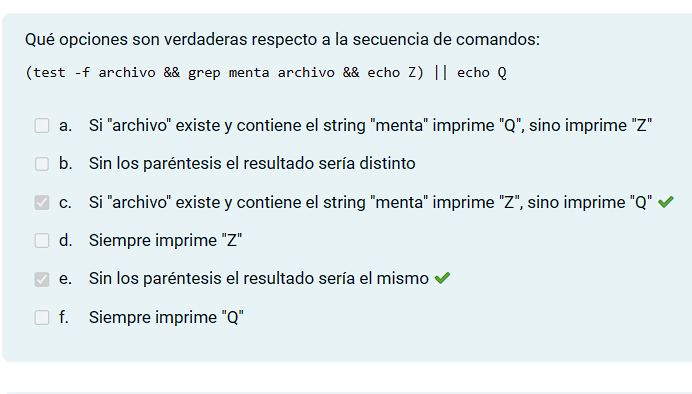 Qué opciones son verdaderas respecto a la secuencia de comandos:
(test -f archivo && grep menta archivo && echo Z) || echo Q
a. Si "archivo" existe y contiene el string "menta" imprime "Q", sino imprime "Z"
b. Sin los paréntesis el resultado sería distinto
c. Si "archivo" existe y contiene el string "menta" imprime "Z", sino imprime "Q"
d. Siempre imprime "Z"
e. Sin los paréntesis el resultado sería el mismo
f. Siempre imprime "Q"